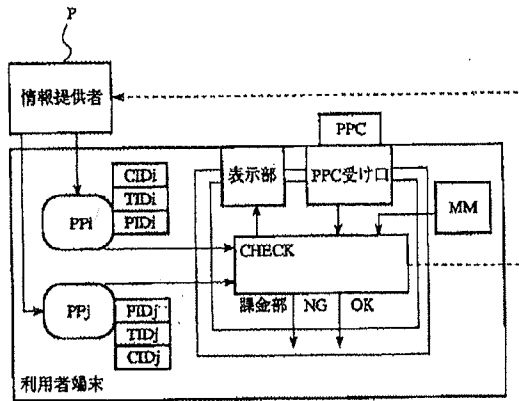 P
情報提供者
PPC
CIDi
TIDi
PIDi
PPi
表示部
PPC受け口
MM
CHECK
PPj
PIDj
TIDj
CIDj
課金部
NG
OK
利用者端末